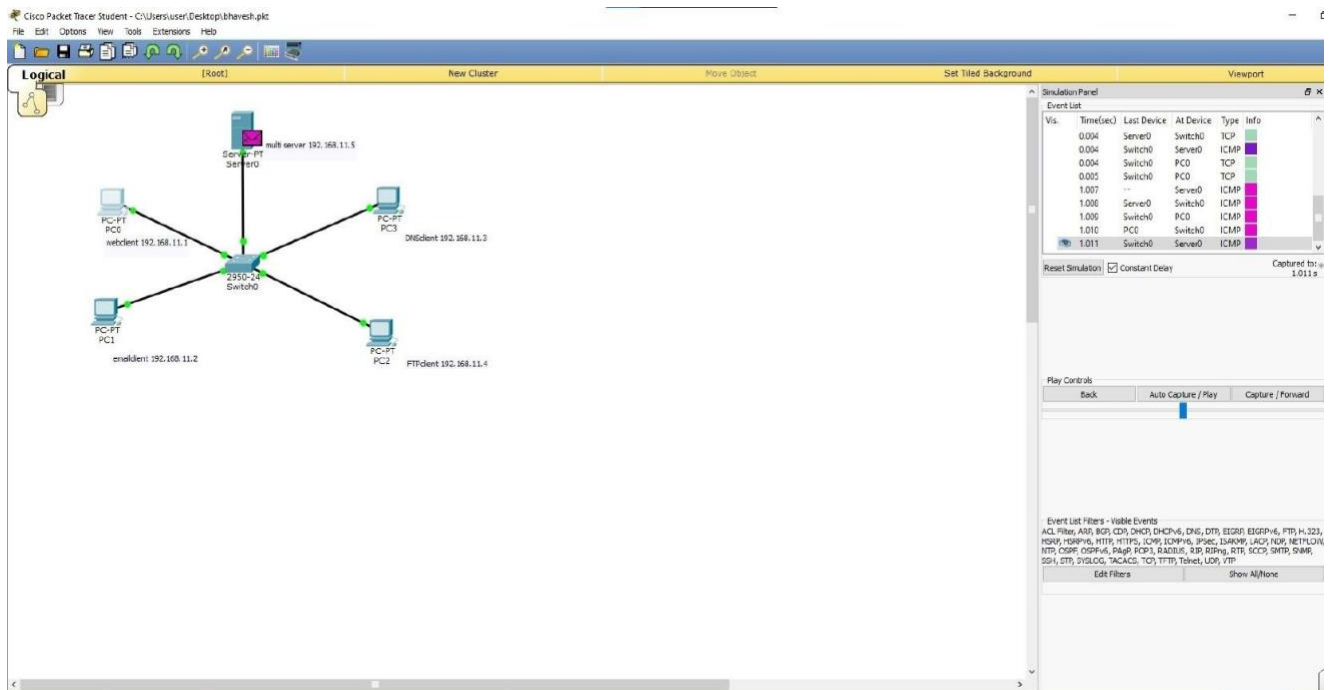 Cisco Packet Tracer Student - C:\Users\user\Desktop\bhavesh.pkt
File Edit Options View Tools Extensions Help
Logical [Root] New Cluster Move Object Set Tiled Background Viewport
Server-PT
Server0
multi server 192.168.11.5
PC-PT
PC0
webclient 192.168.11.1
PC-PT
PC3
DNSclient 192.168.11.3
2950-24
Switch0
PC-PT
PC1
emailclient 192.168.11.2
PC-PT
PC2
FTPclient 192.168.11.4
Simulation Panel
Event List
Vis. Time(sec) Last Device At Device Type Info
0.004 Server0 Switch0 TCP
0.004 Switch0 Server0 ICMP
0.004 Switch0 PC0 TCP
0.005 Switch0 PC0 TCP
1.007 -- Server0 ICMP
1.008 Server0 Switch0 ICMP
1.009 Switch0 PC0 ICMP
1.010 PC0 Switch0 ICMP
1.011 Switch0 Server0 ICMP
Reset Simulation Constant Delay Captured to:
1.011 s
Play Controls
Back Auto Capture / Play Capture / Forward
Event List Filters - Visible Events
ACL Filter, ARP, BGP, CDP, DHCP, DHCPv6, DNS, DTP, EIGRP, EIGRPv6, FTP, H.323,
HSRP, HSRPv6, HTTP, HTTPS, ICMP, ICMPv6, IPSec, ISAKMP, LACP, NDP, NETFLOW,
NTP, OSPF, OSPFv6, PAgP, POP3, RADIUS, RIP, RIPng, RTP, SCCP, SMTP, SNMP,
SSH, STP, SYSLOG, TACACS, TCP, TFTP, Telnet, UDP, VTP
Edit Filters Show All/None